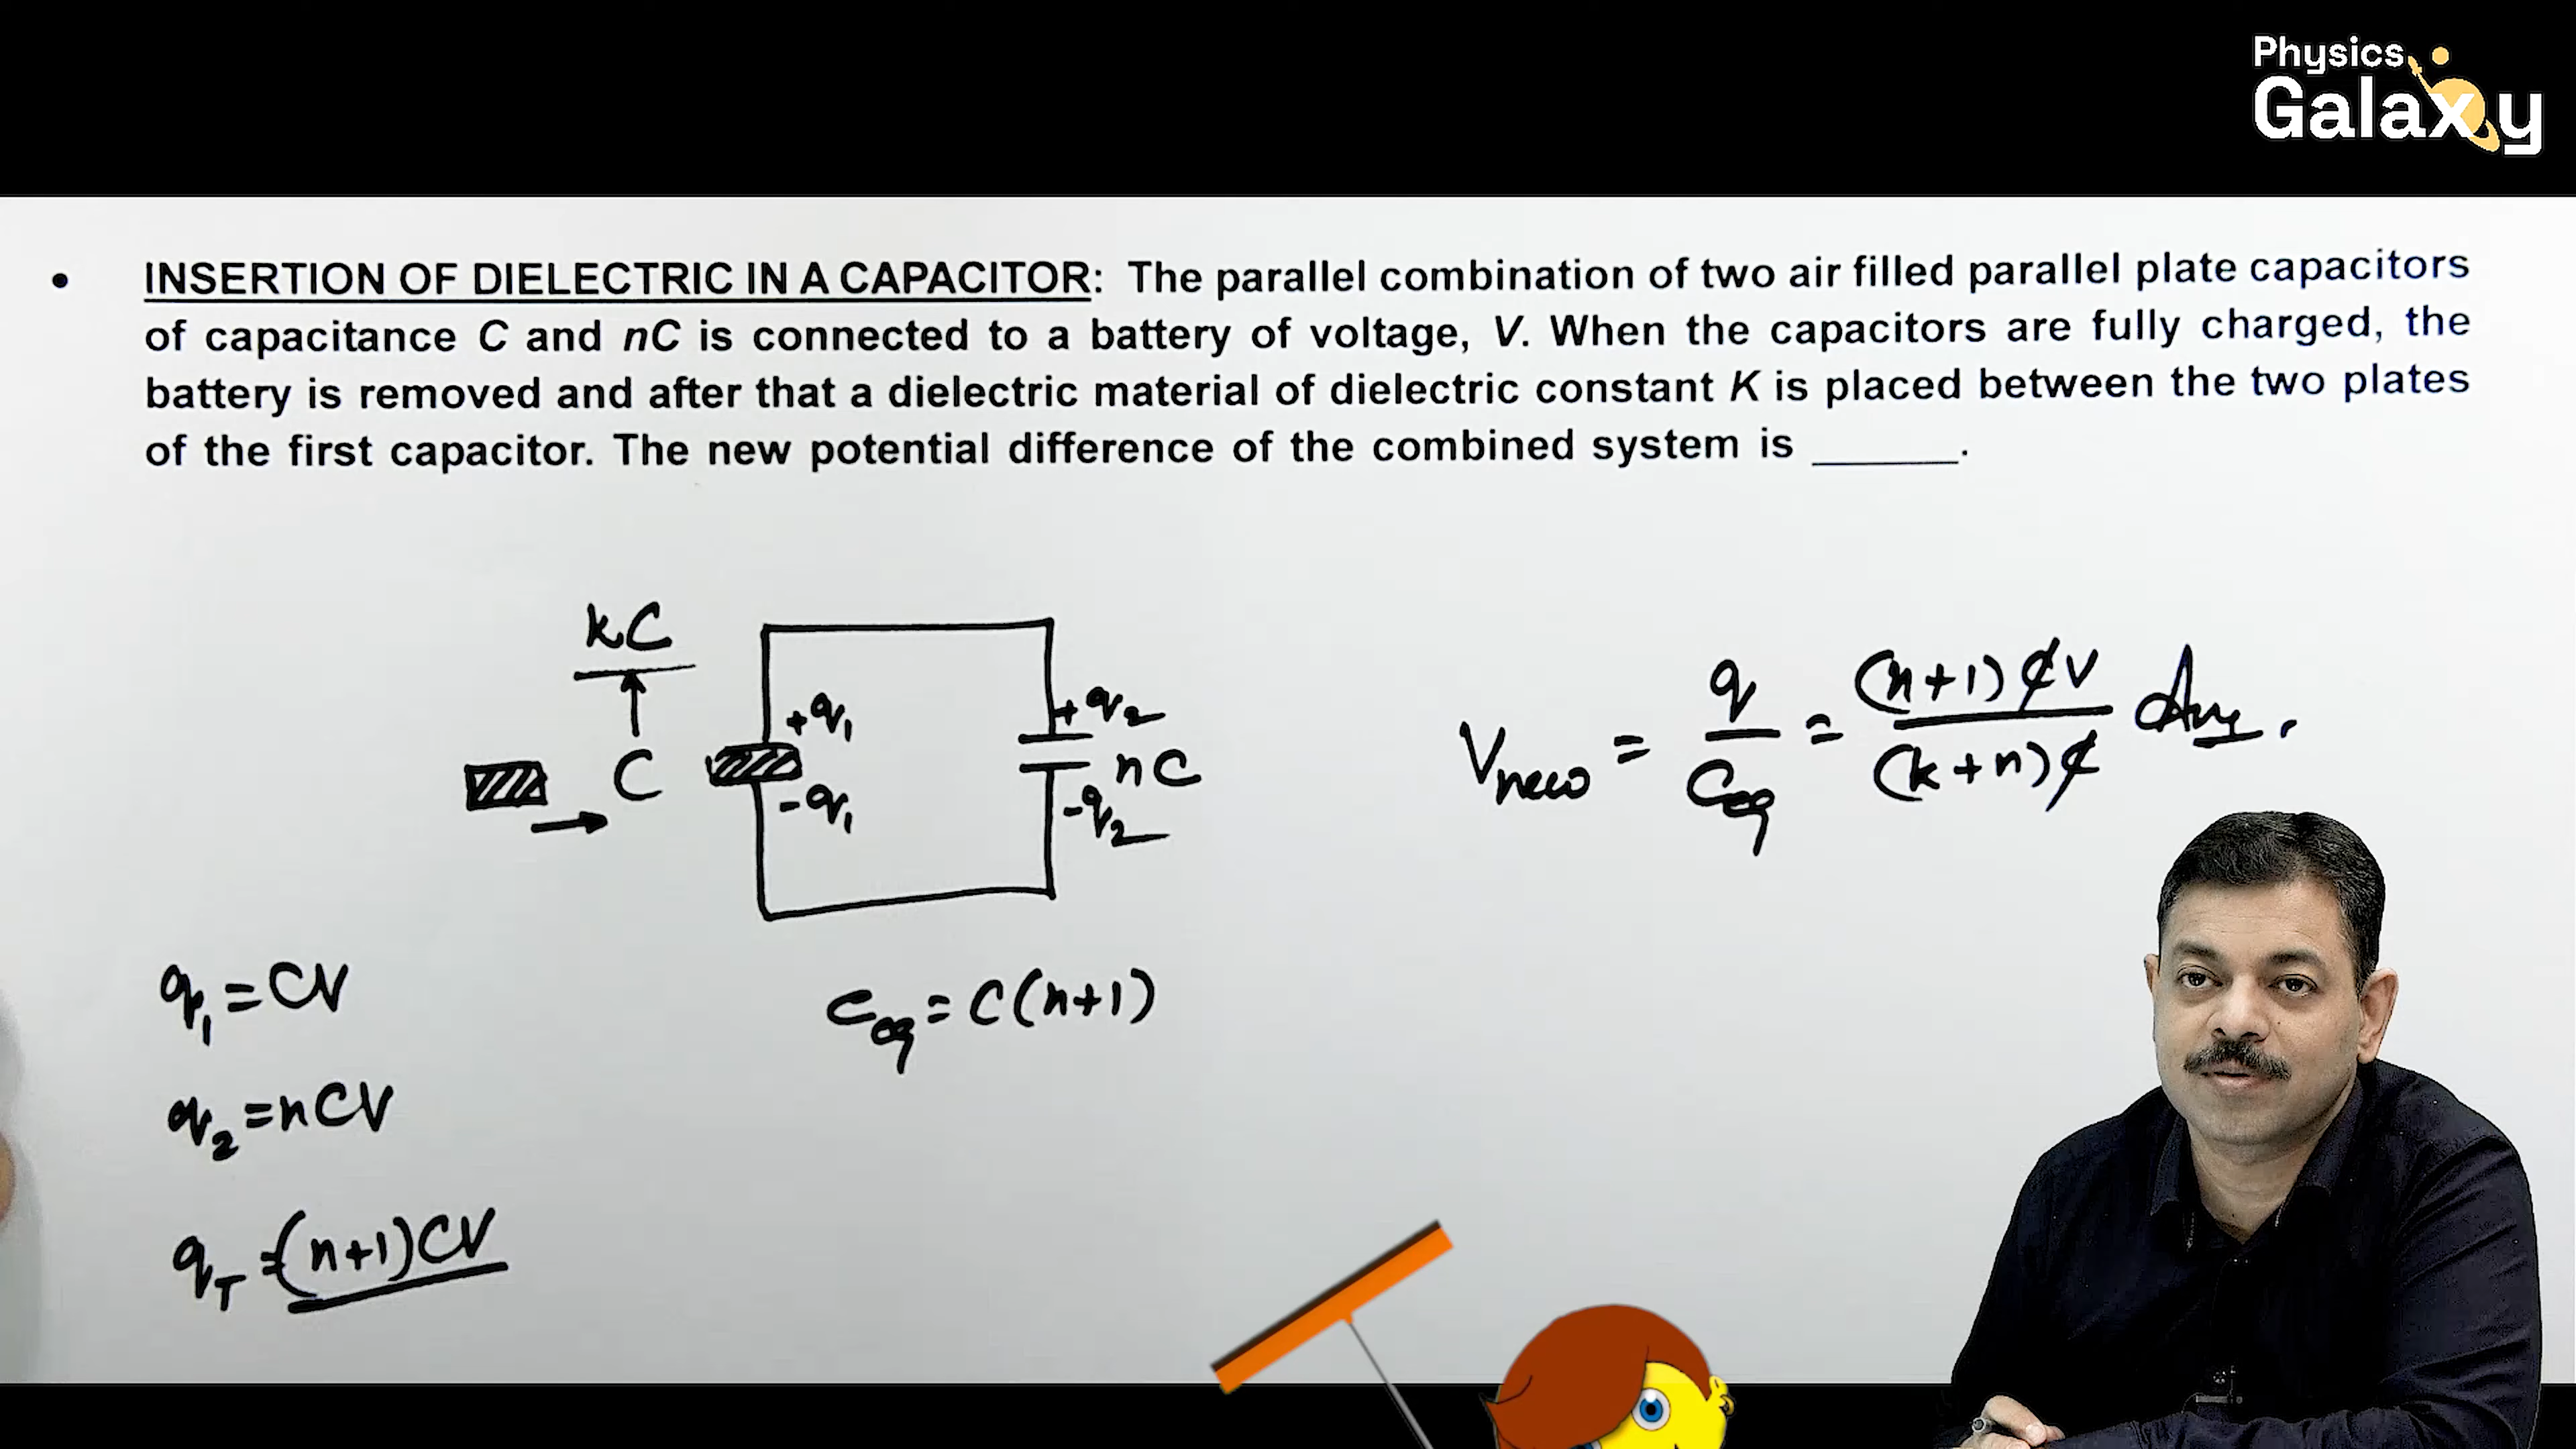 Physics
Galaxy
• INSERTION OF DIELECTRIC IN A CAPACITOR: The parallel combination of two air filled parallel plate capacitors
of capacitance C and nC is connected to a battery of voltage, V. When the capacitors are fully charged, the
battery is removed and after that a dielectric material of dielectric constant K is placed between the two plates
of the first capacitor. The new potential difference of the combined system is ______.
kC
C
+q₁
-q₁
+q₂
nC
-q₂
Vnew = q/Ceq = (n+1)CV/(k+n)C Ans.
q₁ = CV
Ceq = C(n+1)
q₂ = nCV
qT = (n+1)CV